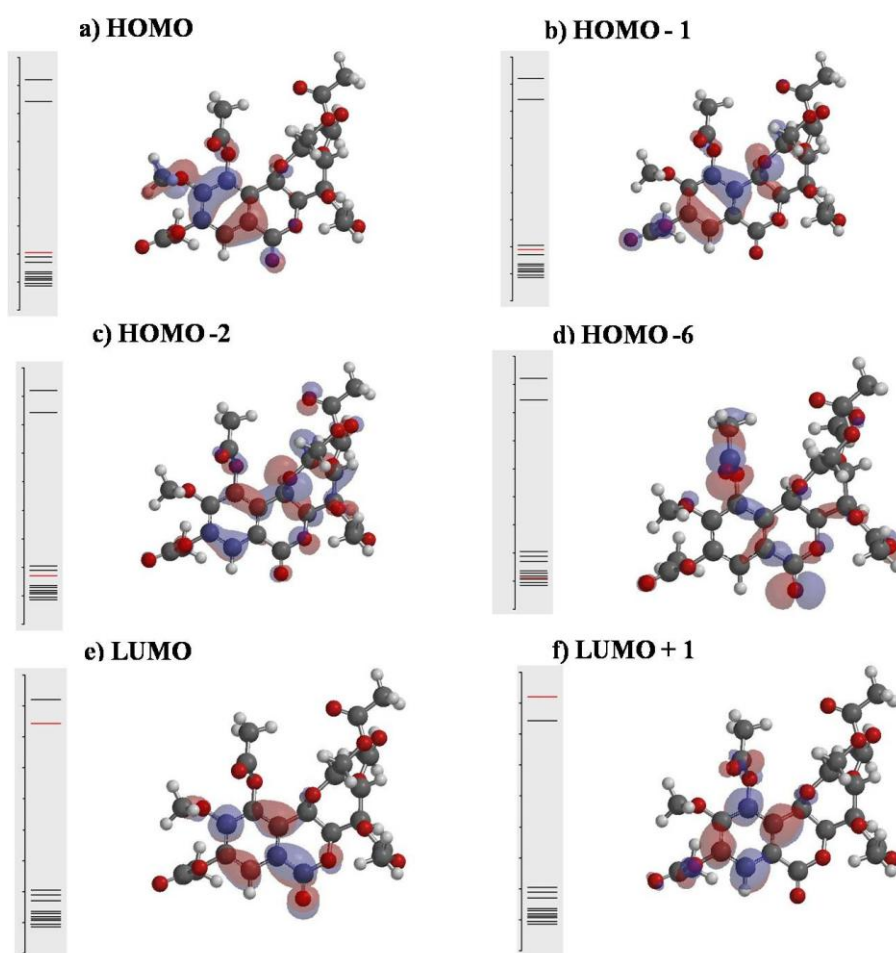 a) HOMO
b) HOMO - 1
c) HOMO -2
d) HOMO -6
e) LUMO
f) LUMO + 1